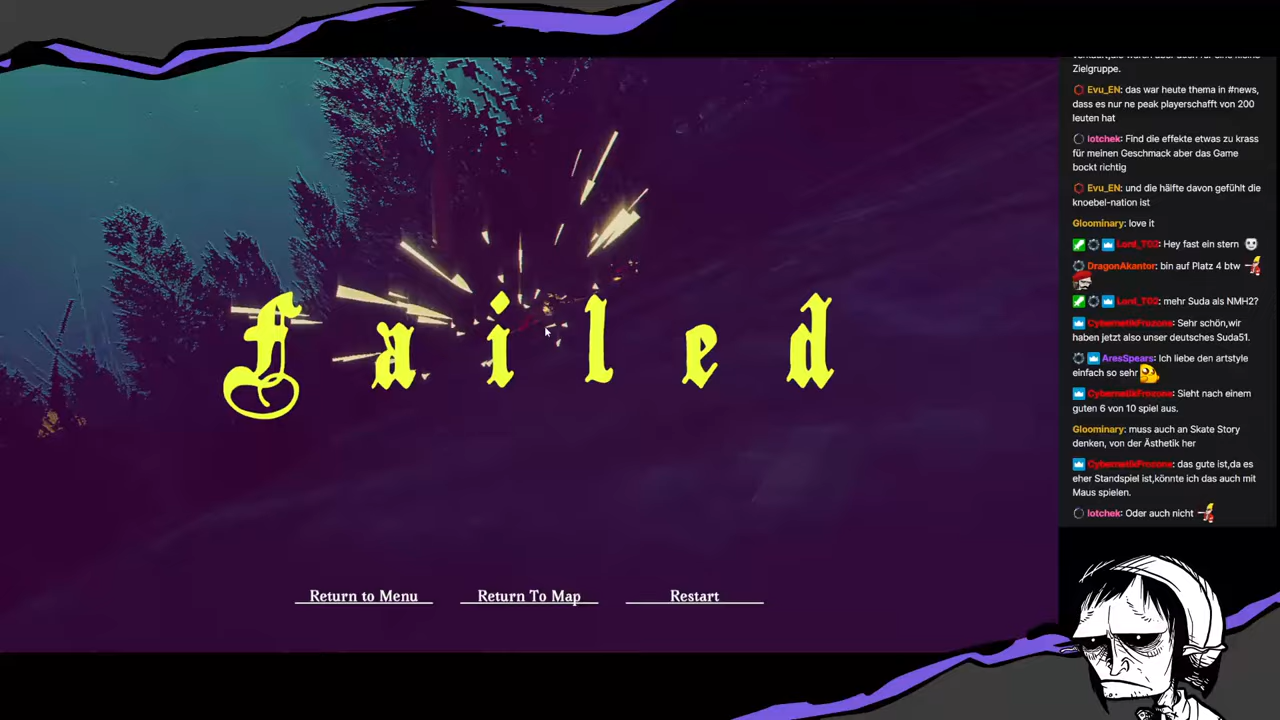 Failed
Return to Menu
Return To Map
Restart
Zielgruppe.
Evu_EN: das war heute thema in #news,
dass es nur ne peak playerschafft von 200
leuten hat
lotchek: Find die effekte etwas zu krass
für meinen Geschmack aber das Game
bockt richtig
Evu_EN: und die hälfte davon gefühlt die
knoebel-nation ist
Gloominary: love it
Lord_T02: Hey fast ein stern
DragonAkantor: bin auf Platz 4 btw
Lord_T02: mehr Suda als NMH2?
CybernetikFrozone: Sehr schön,wir
haben jetzt also unser deutsches Suda51.
AresSpears: Ich liebe den artstyle
einfach so sehr
CybernetikFrozone: Sieht nach einem
guten 6 von 10 spiel aus.
Gloominary: muss auch an Skate Story
denken, von der Ästhetik her
CybernetikFrozone: das gute ist,da es
eher Standspiel ist,könnte ich das auch mit
Maus spielen.
lotchek: Oder auch nicht